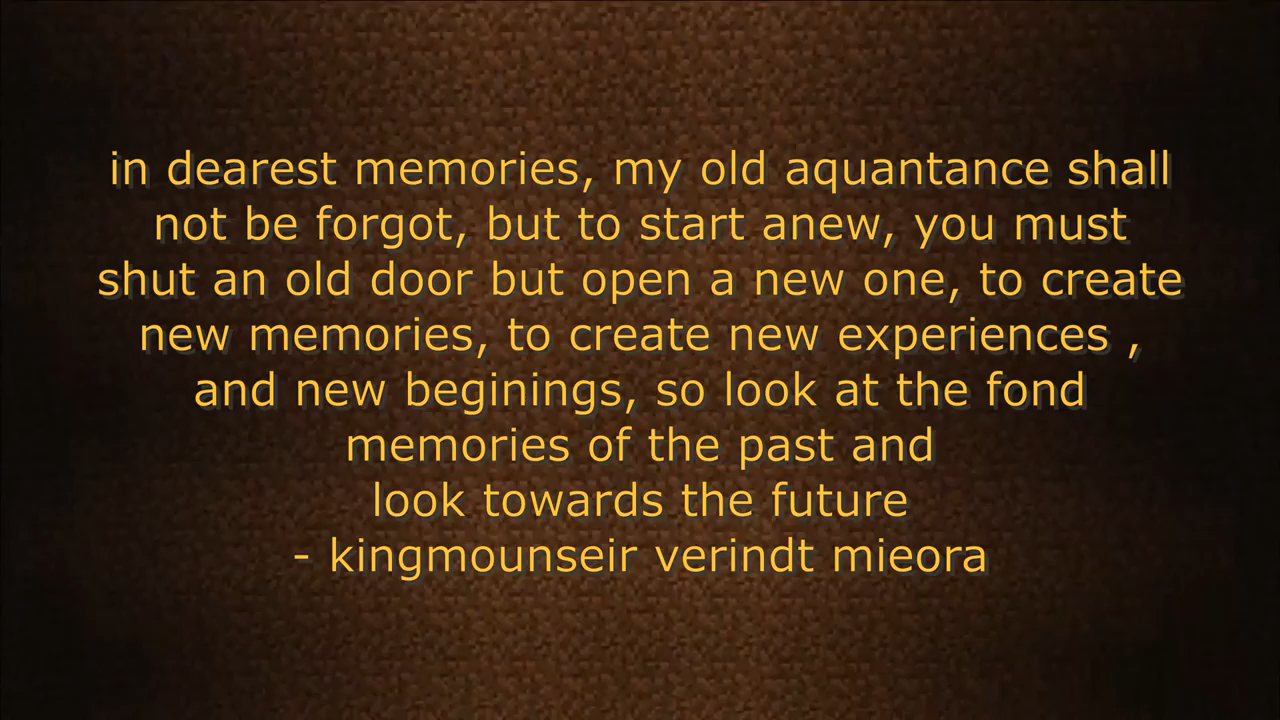 in dearest memories, my old aquantance shall
not be forgot, but to start anew, you must
shut an old door but open a new one, to create
new memories, to create new experiences ,
and new beginings, so look at the fond
memories of the past and
look towards the future
- kingmounseir verindt mieora